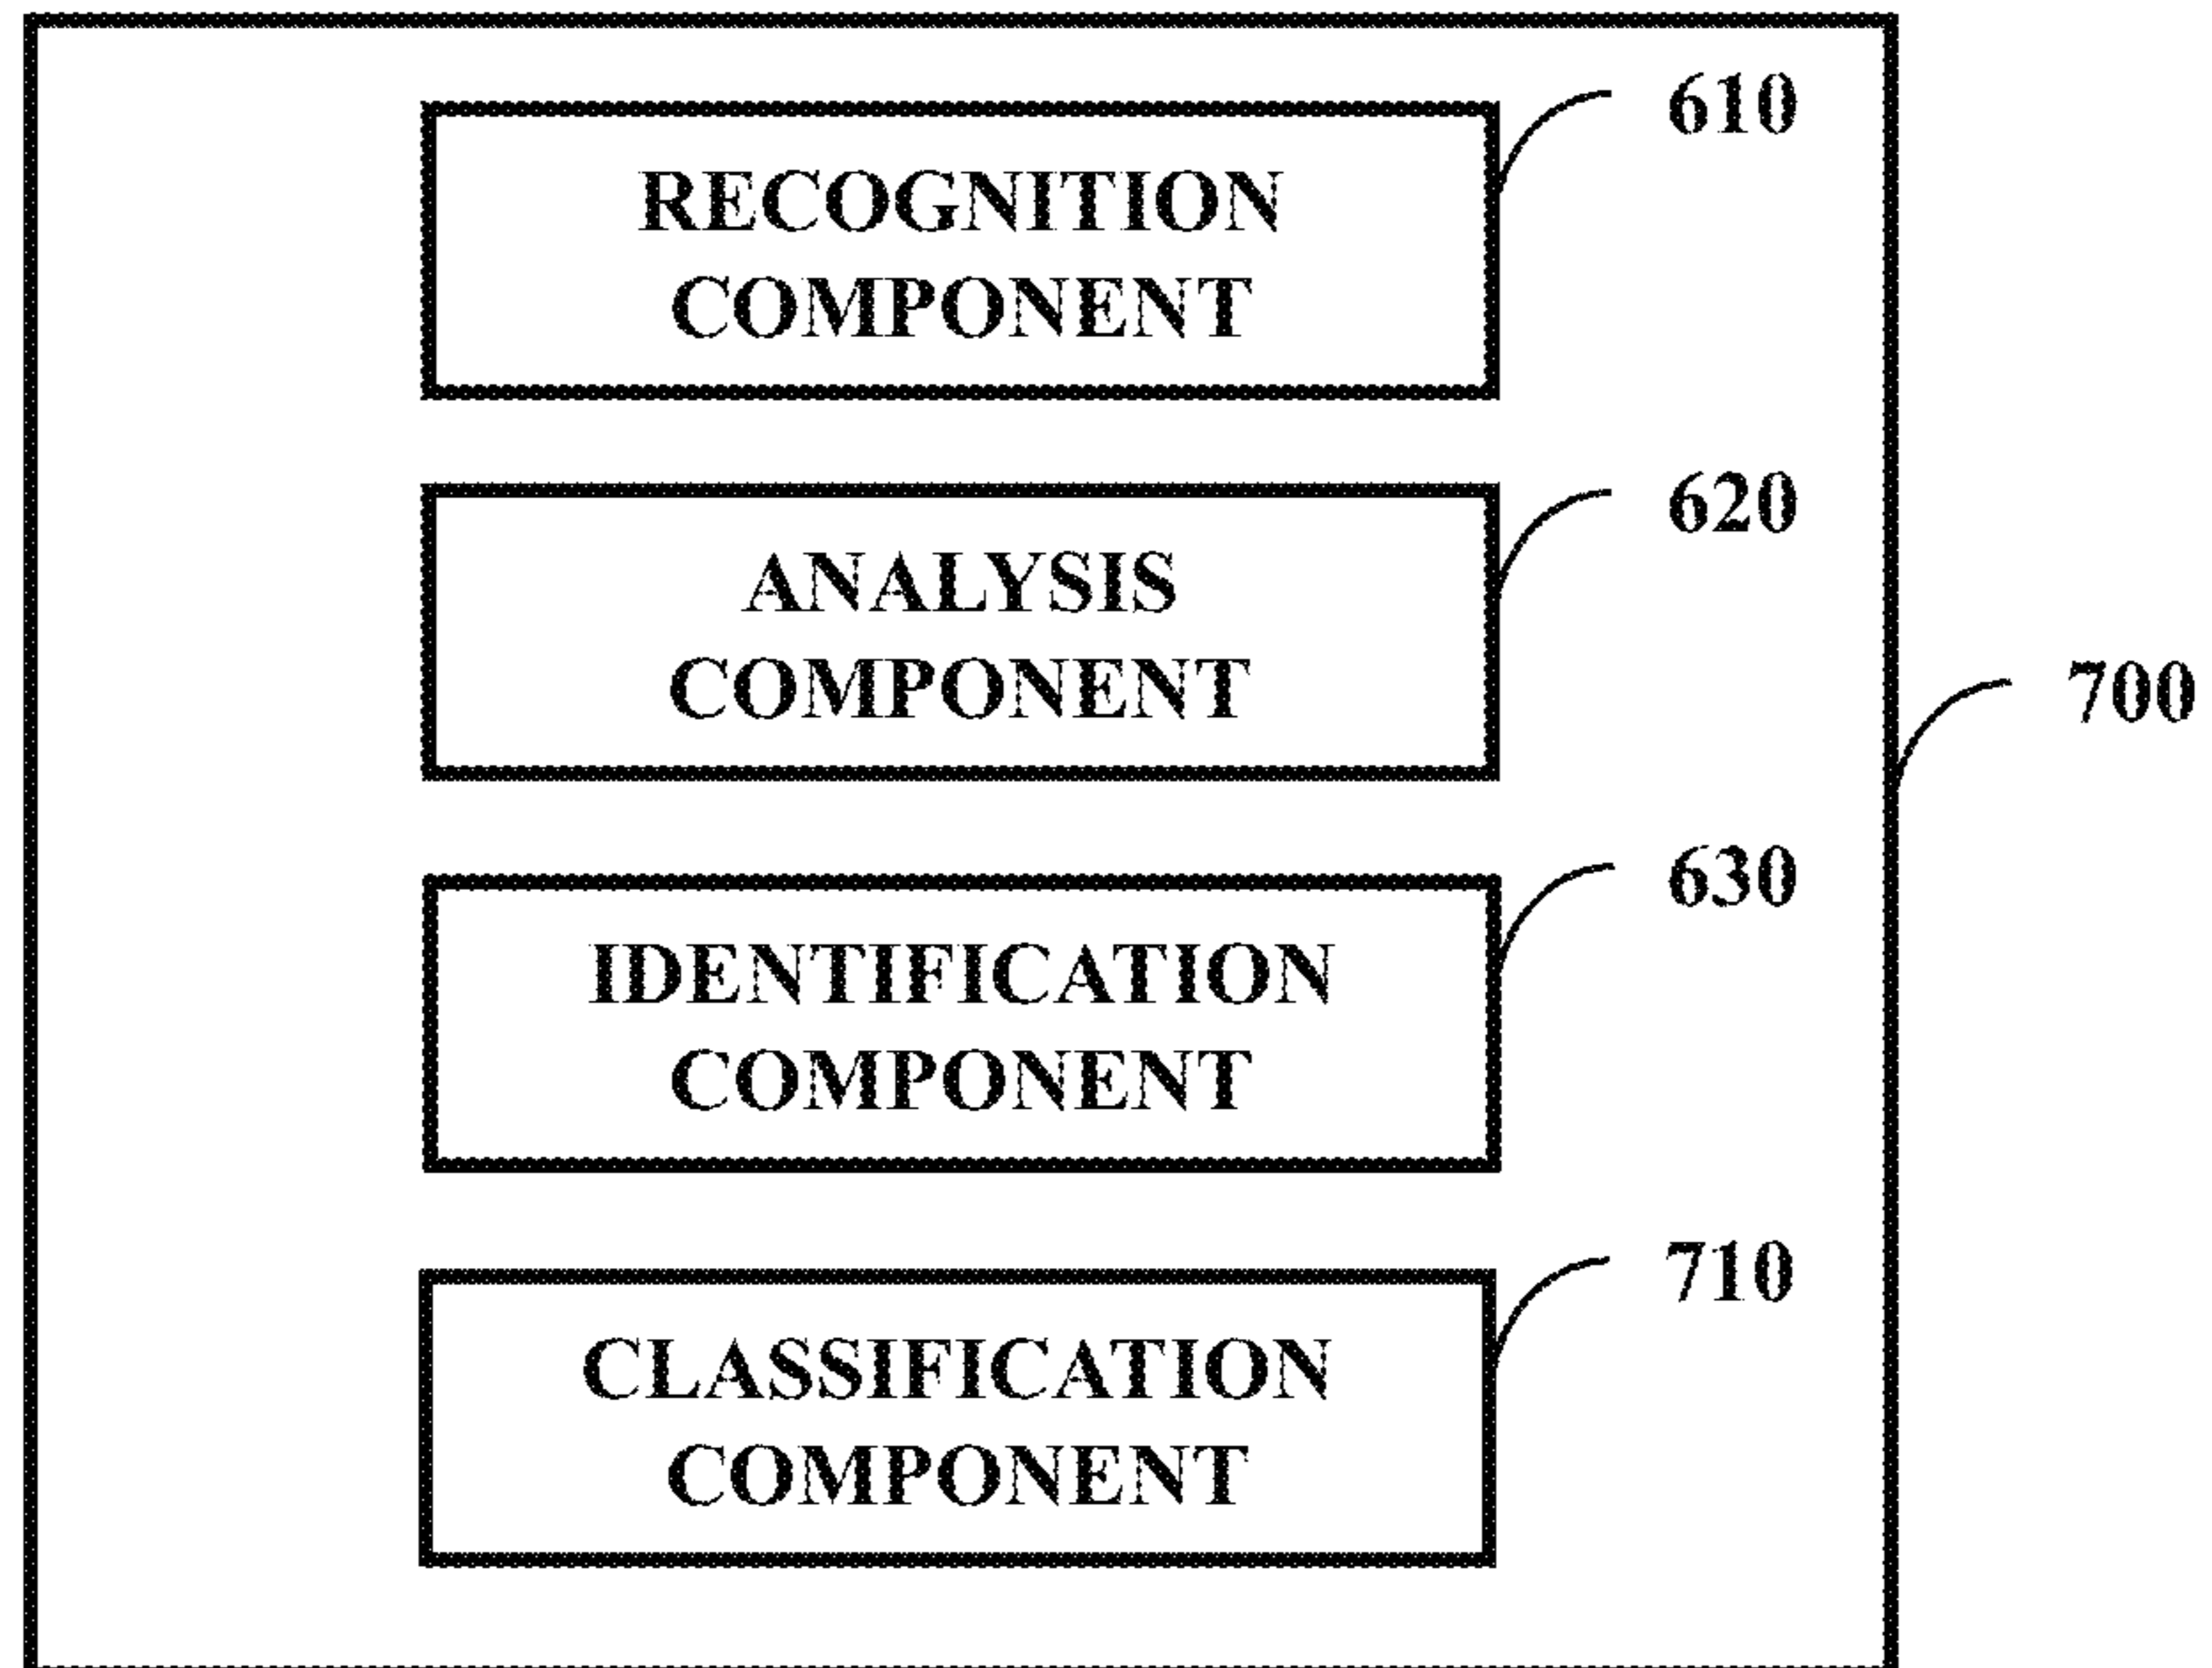 610
RECOGNITION
COMPONENT
620
ANALYSIS
COMPONENT
700
630
IDENTIFICATION
COMPONENT
710
CLASSIFICATION
COMPONENT